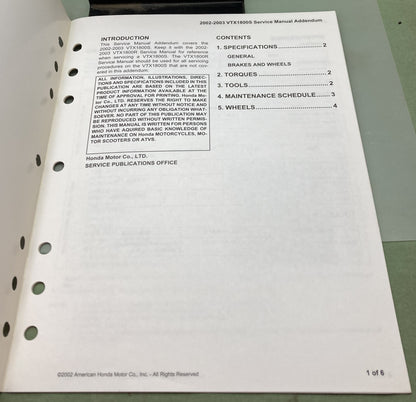 2002-2003 VTX1800S Service Manual Addendum
INTRODUCTION
This Service Manual Addendum covers the
2002-2003 VTX1800S. Keep it with the 2002-
2003 VTX1800R Service Manual for reference
when servicing a VTX1800S. The VTX1800R
Service Manual should be used for all servicing
procedures on the VTX1800S that are not cov-
ered in this addendum.
ALL INFORMATION, ILLUSTRATIONS, DIREC-
TIONS AND SPECIFICATIONS INCLUDED IN THIS
PUBLICATION ARE BASED ON THE LATEST
PRODUCT INFORMATION AVAILABLE AT THE
TIME OF APPROVAL FOR PRINTING. Honda Mo-
tor Co., LTD. RESERVES THE RIGHT TO MAKE
CHANGES AT ANY TIME WITHOUT NOTICE AND
WITHOUT INCURRING ANY OBLIGATION WHAT-
SOEVER. NO PART OF THIS PUBLICATION MAY
BE REPRODUCED WITHOUT WRITTEN PERMIS-
SION. THIS MANUAL IS WRITTEN FOR PERSONS
WHO HAVE AQUIRED BASIC KNOWLEDGE OF
MAINTENANCE ON Honda MOTORCYCLES, MO-
TOR SCOOTERS OR ATVS.
Honda Motor Co., LTD.
SERVICE PUBLICATIONS OFFICE
CONTENTS
1. SPECIFICATIONS.......................2
GENERAL
BRAKES AND WHEELS
2. TORQUES..................................2
3. TOOLS.......................................2
4. MAINTENANCE SCHEDULE.......3
5. WHEELS.....................................4
©2002 American Honda Motor Co., Inc. - All Rights Reserved
1 of 6